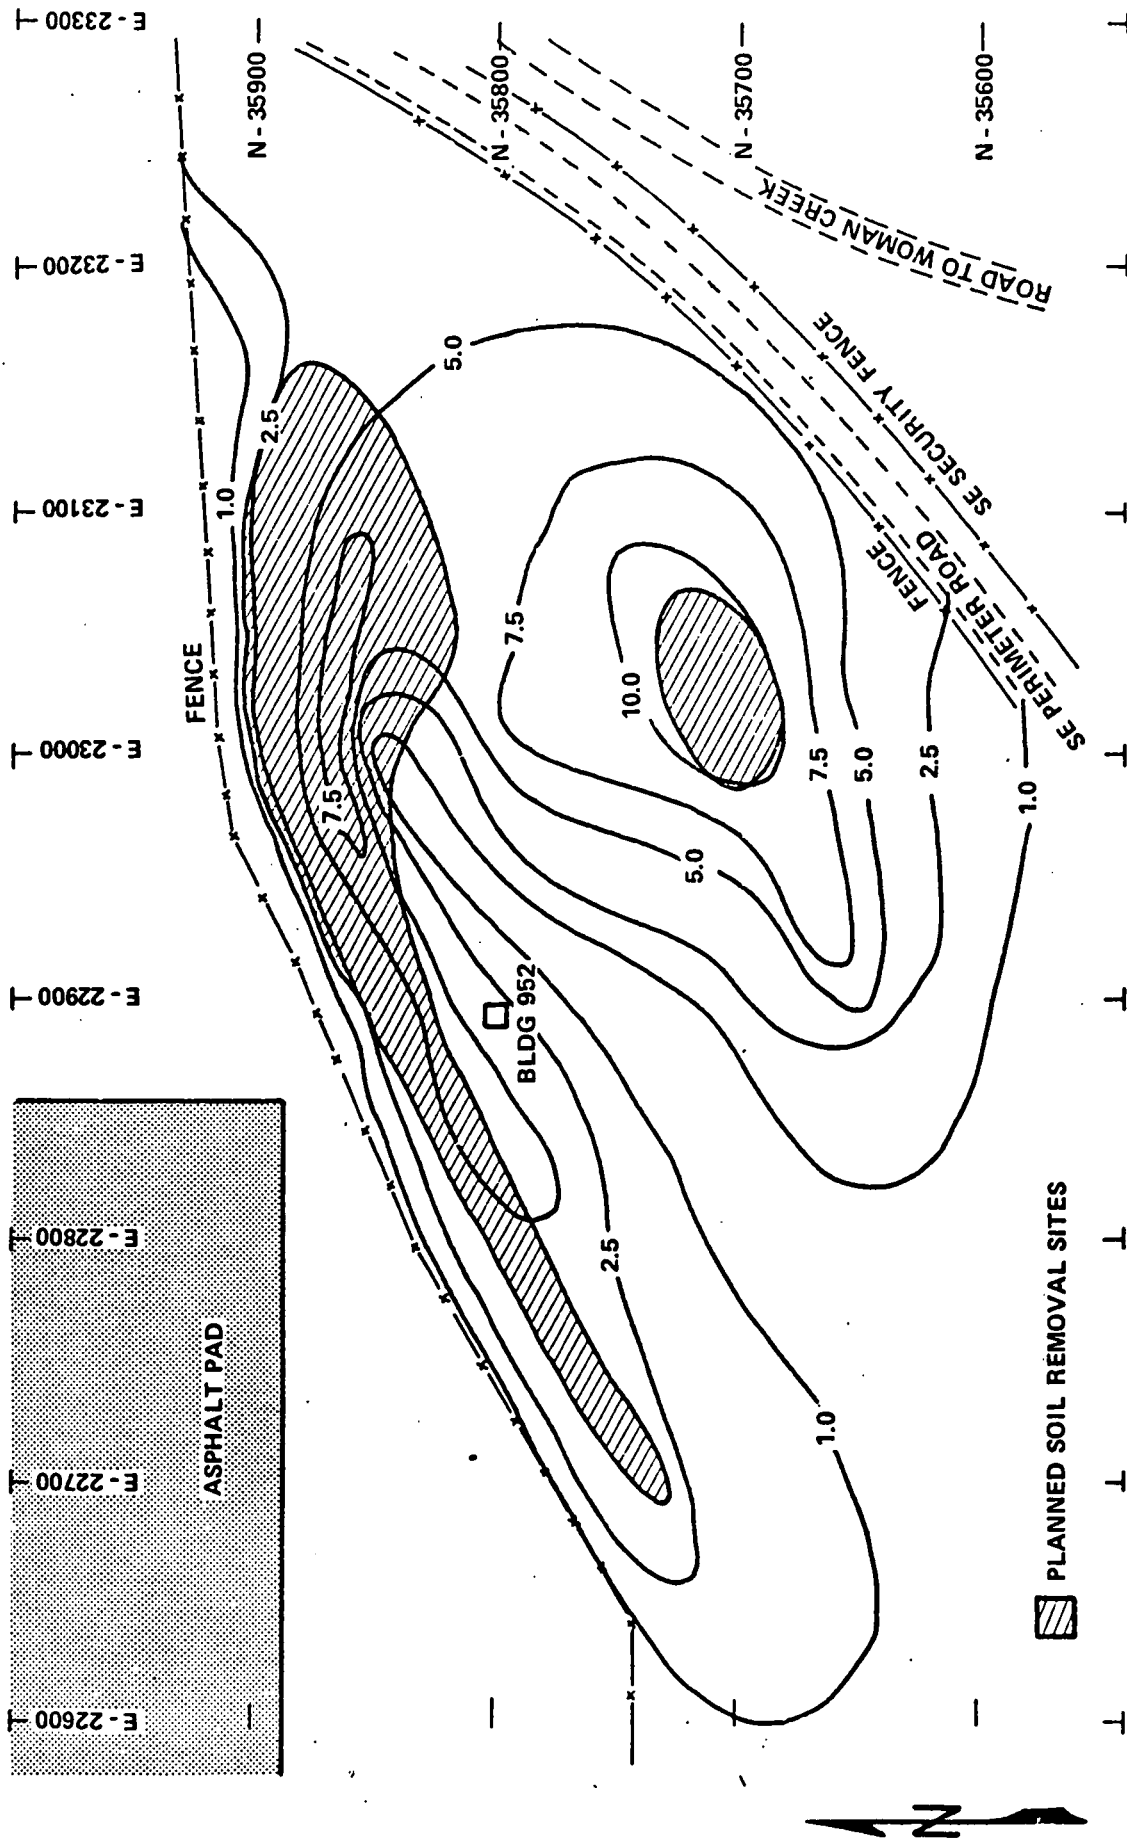 E - 22600
E - 22700
E - 22800
E - 22900
E - 23000
E - 23100
E - 23200
E - 23300
ASPHALT PAD
FENCE
N - 35900
N - 35800
N - 35700
N - 35600
1.0
2.5
5.0
7.5
7.5
10.0
BLDG 952
5.0
7.5
5.0
2.5
1.0
2.5
1.0
ROAD TO WOMAN CREEK
SE SECURITY FENCE
FENCE
SE PERIMETER ROAD
PLANNED SOIL REMOVAL SITES
N